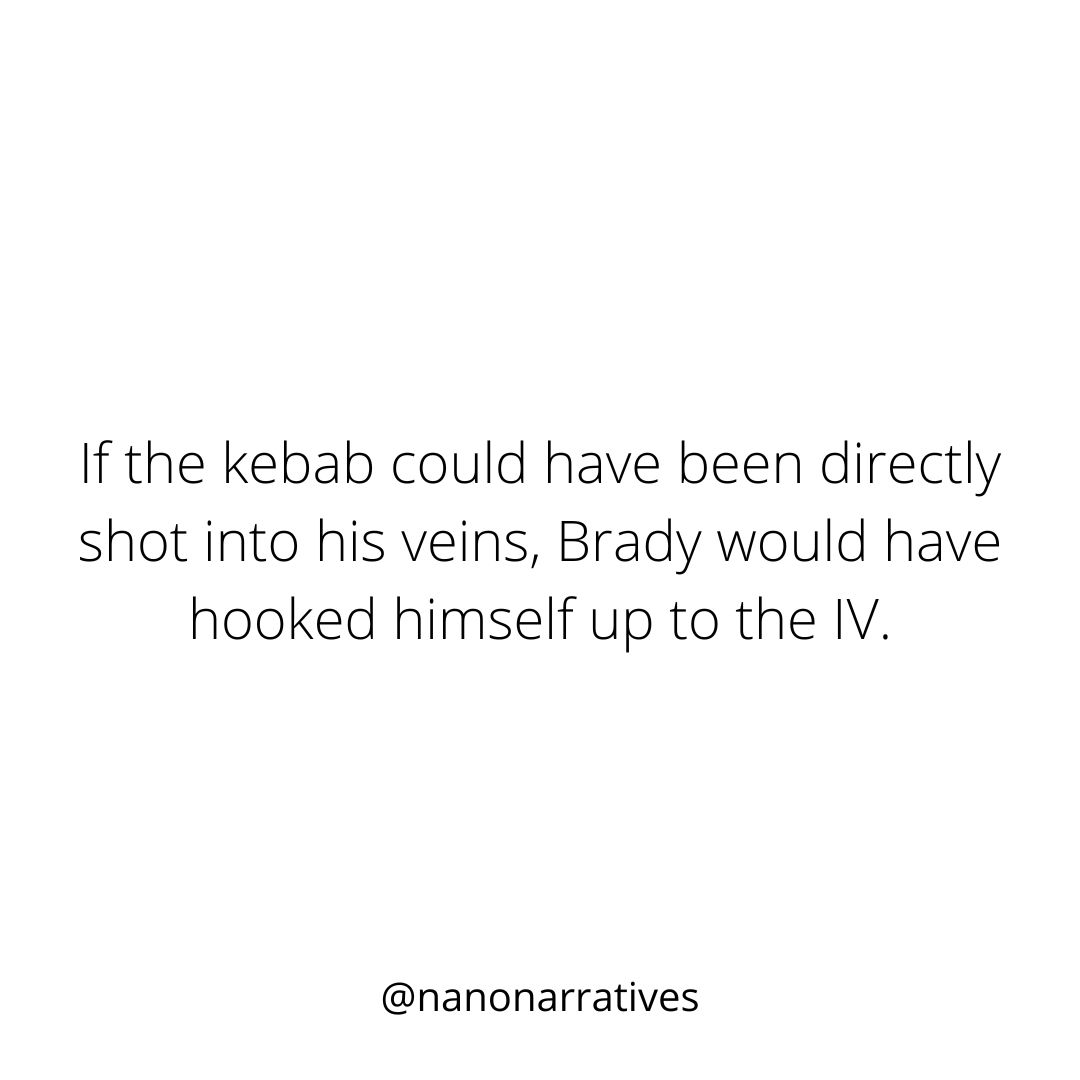 If the kebab could have been directly
shot into his veins, Brady would have
hooked himself up to the IV.
@nanonarratives